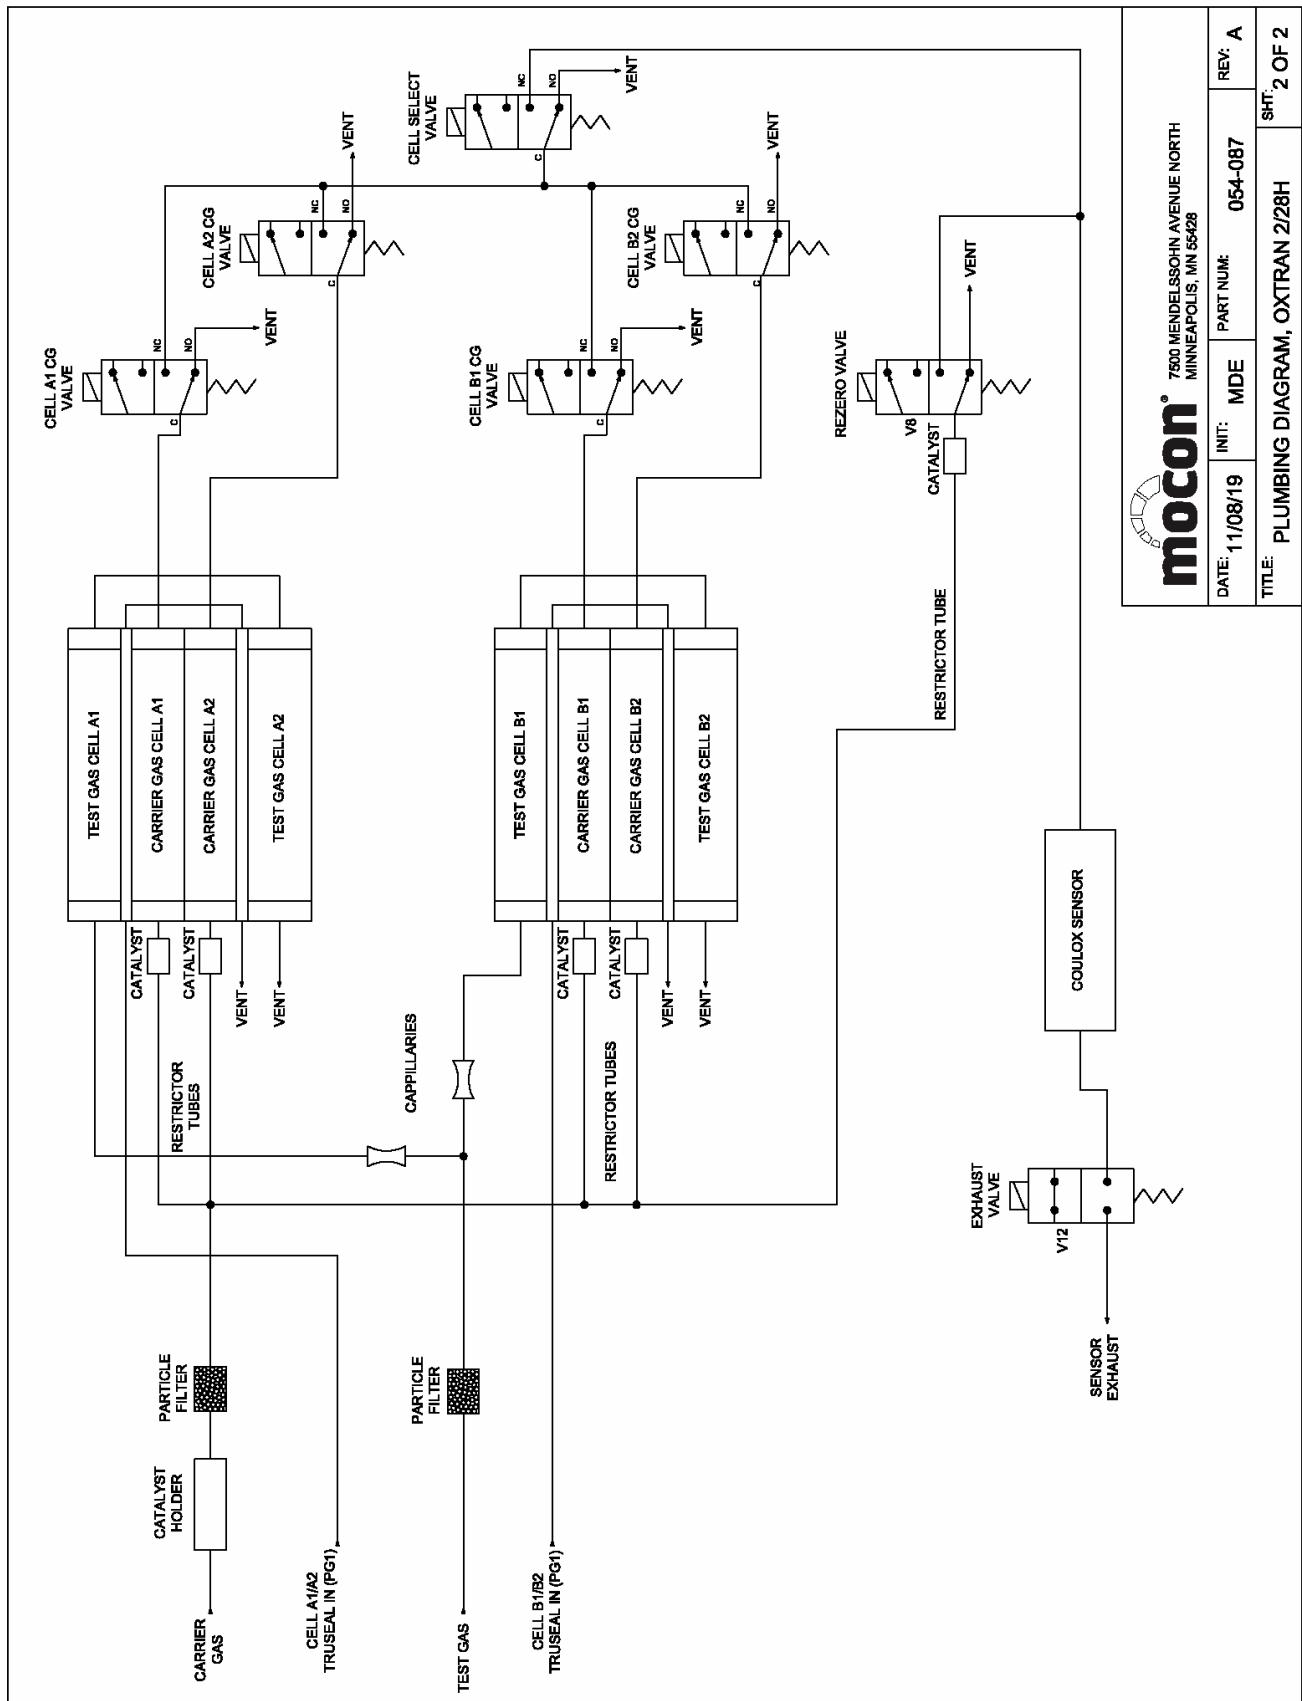 CELL A1 CG
VALVE
C
NC
NO
VENT
CELL A2 CG
VALVE
C
NC
NO
VENT
CELL SELECT
VALVE
C
NC
NO
VENT
CELL B1 CG
VALVE
C
NC
NO
VENT
CELL B2 CG
VALVE
C
NC
NO
VENT
REZERO VALVE
V8
VENT
CATALYST
RESTRICTOR TUBE
TEST GAS CELL A1
CARRIER GAS CELL A1
CARRIER GAS CELL A2
TEST GAS CELL A2
CATALYST
CATALYST
VENT
VENT
RESTRICTOR
TUBES
TEST GAS CELL B1
CARRIER GAS CELL B1
CARRIER GAS CELL B2
TEST GAS CELL B2
CATALYST
CATALYST
VENT
VENT
RESTRICTOR TUBES
CAPPILLARIES
COULOX SENSOR
EXHAUST
VALVE
V12
SENSOR
EXHAUST
PARTICLE
FILTER
CATALYST
HOLDER
CARRIER
GAS
CELL A1/A2
TRUSEAL IN (PG1)
PARTICLE
FILTER
TEST GAS
CELL B1/B2
TRUSEAL IN (PG1)
mocon®
7500 MENDELSSOHN AVENUE NORTH
MINNEAPOLIS, MN 55428
DATE: 11/08/19 INIT: MDE PART NUM: 054-087 REV: A
TITLE: PLUMBING DIAGRAM, OXTRAN 2/28H SHT: 2 OF 2